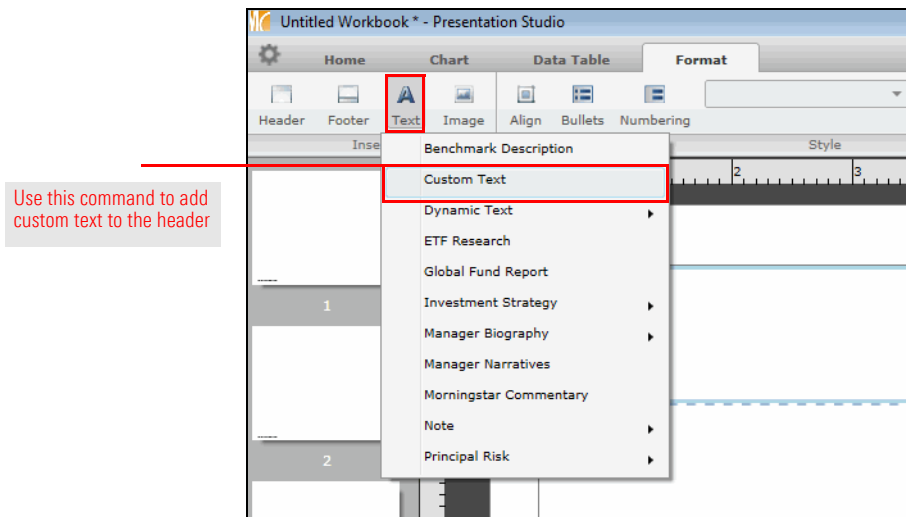 Untitled Workbook * - Presentation Studio
Home Chart Data Table Format
Header Footer Text Image Align Bullets Numbering
Inse Style
Use this command to add
custom text to the header
Benchmark Description
Custom Text
Dynamic Text
ETF Research
Global Fund Report
Investment Strategy
Manager Biography
Manager Narratives
Morningstar Commentary
Note
Principal Risk
2 3
1
2